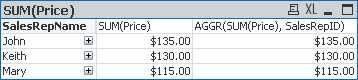 SUM(Price) XL
SalesRepName SUM(Price) AGGR(SUM(Price), SalesRepID)
John $135.00 $135.00
Keith $130.00 $130.00
Mary $115.00 $115.00